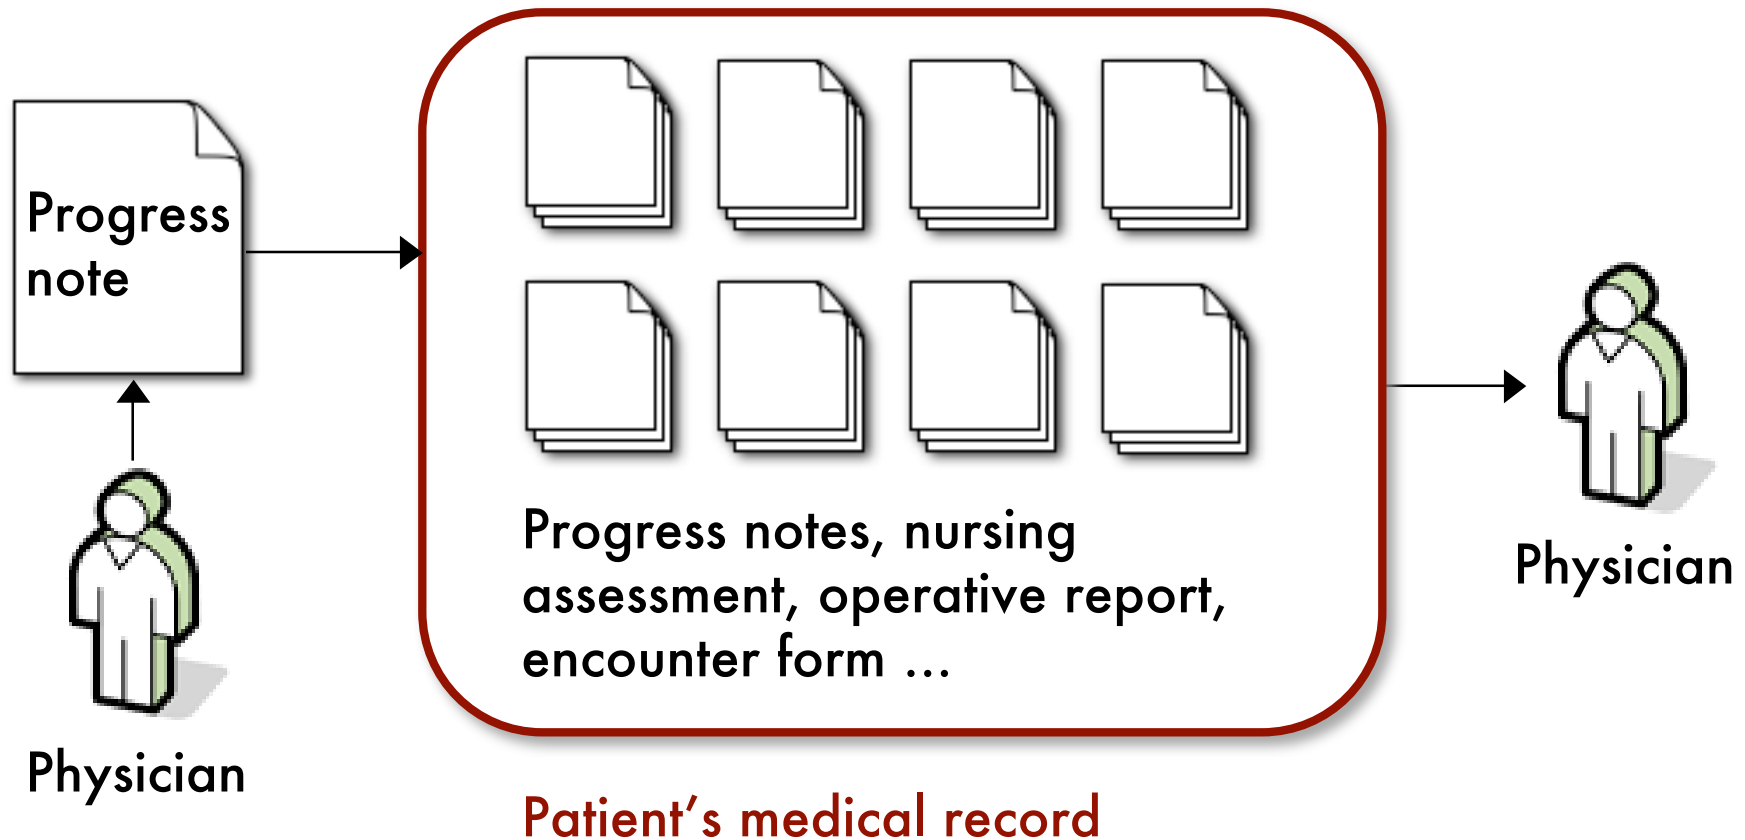 Progress
note
Physician
Progress notes, nursing
assessment, operative report,
encounter form ...
Patient's medical record
Physician